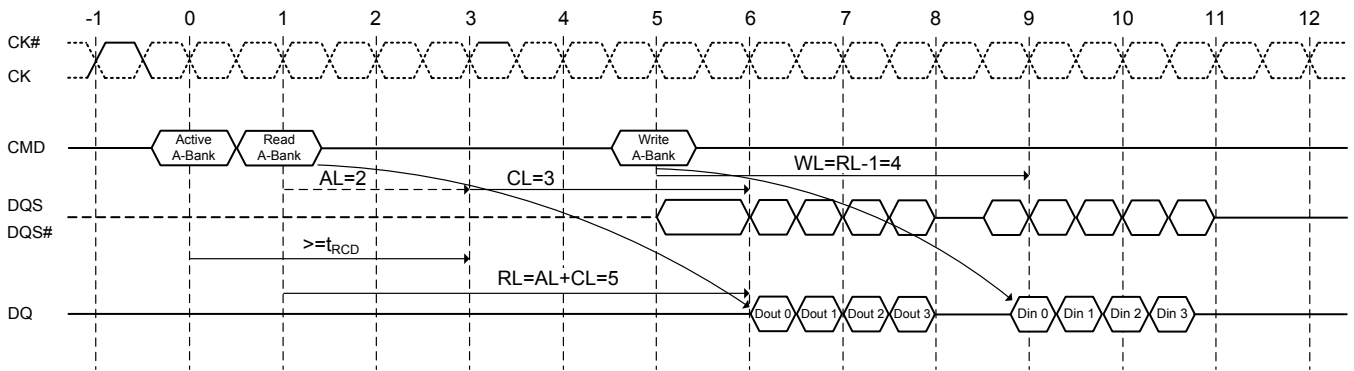 -1 0 1 2 3 4 5 6 7 8 9 10 11 12
CK#
CK
CMD
Active
A-Bank
Read
A-Bank
Write
A-Bank
WL=RL-1=4
AL=2
CL=3
DQS
DQS#
>=tRCD
RL=AL+CL=5
DQ
Dout 0 Dout 1 Dout 2 Dout 3
Din 0 Din 1 Din 2 Din 3